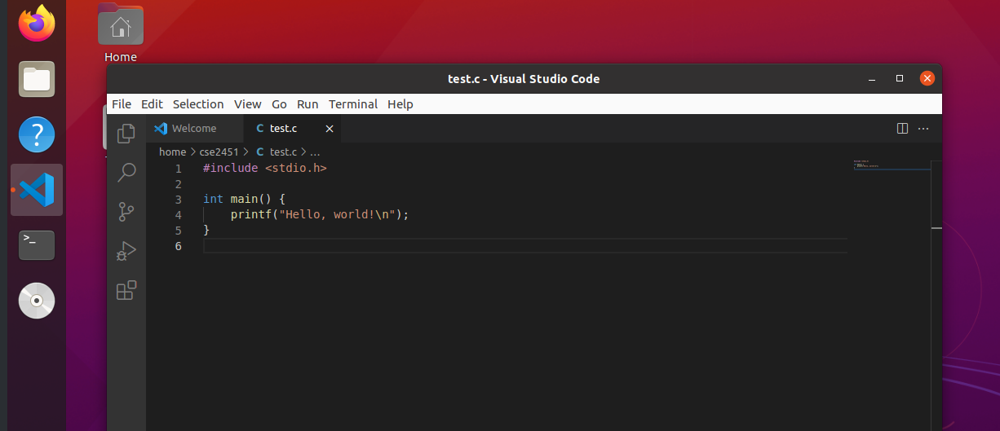 Home
test.c - Visual Studio Code
File Edit Selection View Go Run Terminal Help
Welcome C test.c
home > cse2451 > C test.c > ...
1 #include <stdio.h>
2
3 int main() {
4     printf("Hello, world!\n");
5 }
6
?
>_